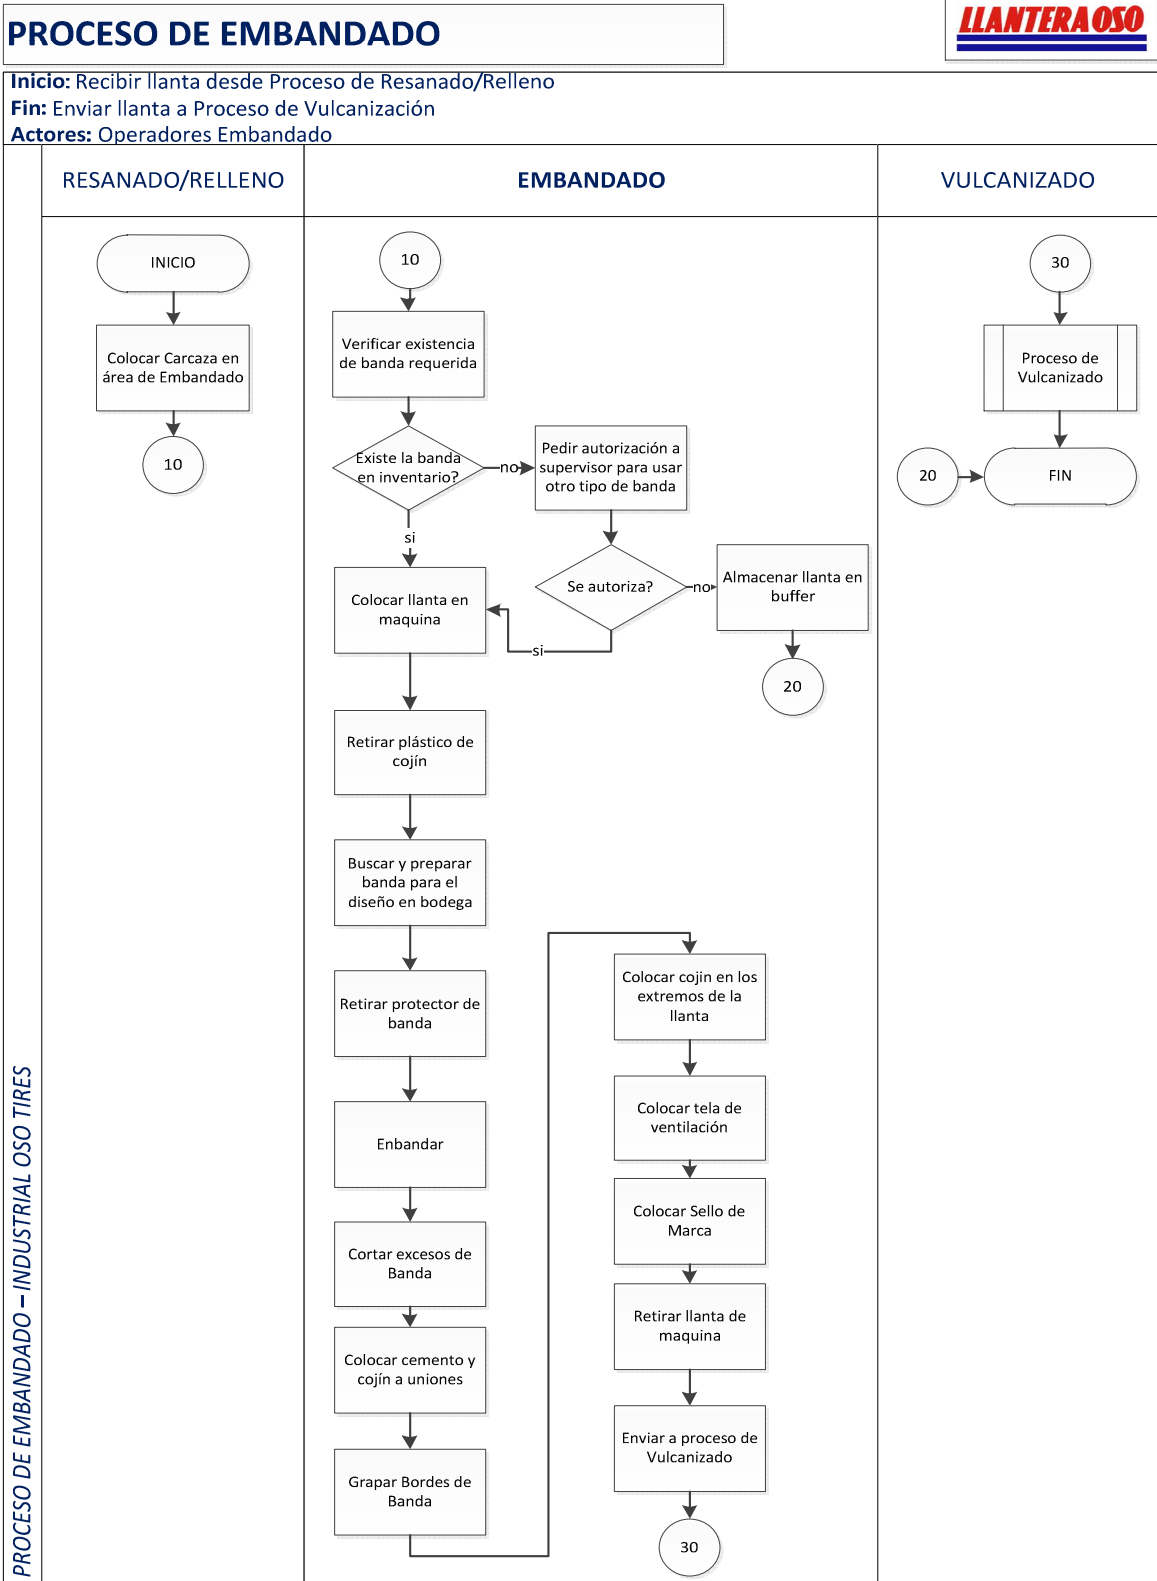 PROCESO DE EMBANDADO
LLANTERA OSO
Inicio: Recibir llanta desde Proceso de Resanado/Relleno
Fin: Enviar llanta a Proceso de Vulcanización
Actores: Operadores Embandado
RESANADO/RELLENO
EMBANDADO
VULCANIZADO
INICIO
Colocar Carcaza en
área de Embandado
10
10
Verificar existencia
de banda requerida
Existe la banda
en inventario?
no
Pedir autorización a
supervisor para usar
otro tipo de banda
si
Se autoriza?
no
Almacenar llanta en
buffer
20
si
Colocar llanta en
maquina
Retirar plástico de
cojín
Buscar y preparar
banda para el
diseño en bodega
Retirar protector de
banda
Enbandar
Cortar excesos de
Banda
Colocar cemento y
cojín a uniones
Grapar Bordes de
Banda
Colocar cojin en los
extremos de la
llanta
Colocar tela de
ventilación
Colocar Sello de
Marca
Retirar llanta de
maquina
Enviar a proceso de
Vulcanizado
30
30
Proceso de
Vulcanizado
20
FIN
PROCESO DE EMBANDADO – INDUSTRIAL OSO TIRES